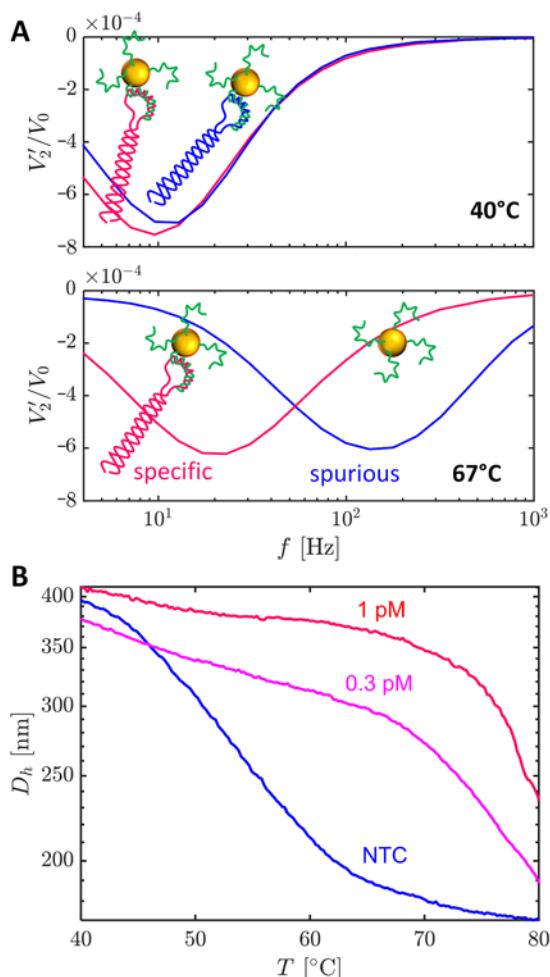 A
×10⁻⁴
0
−2
−4
−6
−8
V₂′/V₀
40°C
×10⁻⁴
0
−2
−4
−6
−8
V₂′/V₀
specific
spurious
67°C
10¹
10²
10³
f [Hz]
B
400
350
300
250
200
D_h [nm]
1 pM
0.3 pM
NTC
40
50
60
70
80
T [°C]